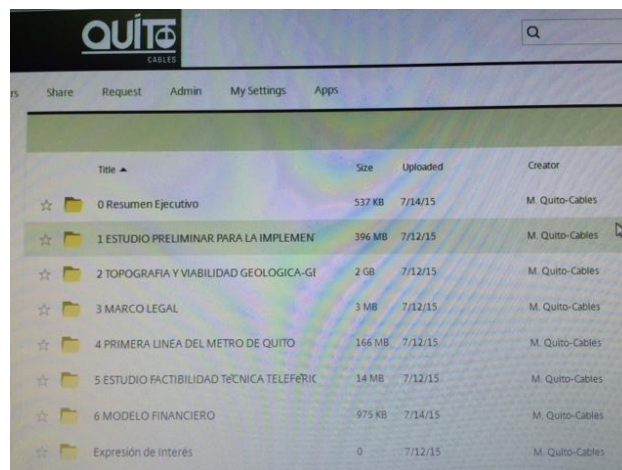 QUÍTO
CABLES
rs Share Request Admin My Settings Apps
Title Size Uploaded Creator
0 Resumen Ejecutivo 537 KB 7/14/15 M. Quito-Cables
1 ESTUDIO PRELIMINAR PARA LA IMPLEMEN 396 MB 7/12/15 M. Quito-Cables
2 TOPOGRAFIA Y VIABILIDAD GEOLOGICA-GE 2 GB 7/12/15 M. Quito-Cables
3 MARCO LEGAL 3 MB 7/12/15 M. Quito-Cables
4 PRIMERA LINEA DEL METRO DE QUITO 166 MB 7/12/15 M. Quito-Cables
5 ESTUDIO FACTIBILIDAD TeCNICA TELEFeRIC 14 MB 7/12/15 M. Quito-Cables
6 MODELO FINANCIERO 975 KB 7/14/15 M. Quito-Cables
Expresión de Interés 0 7/12/15 M. Quito-Cables